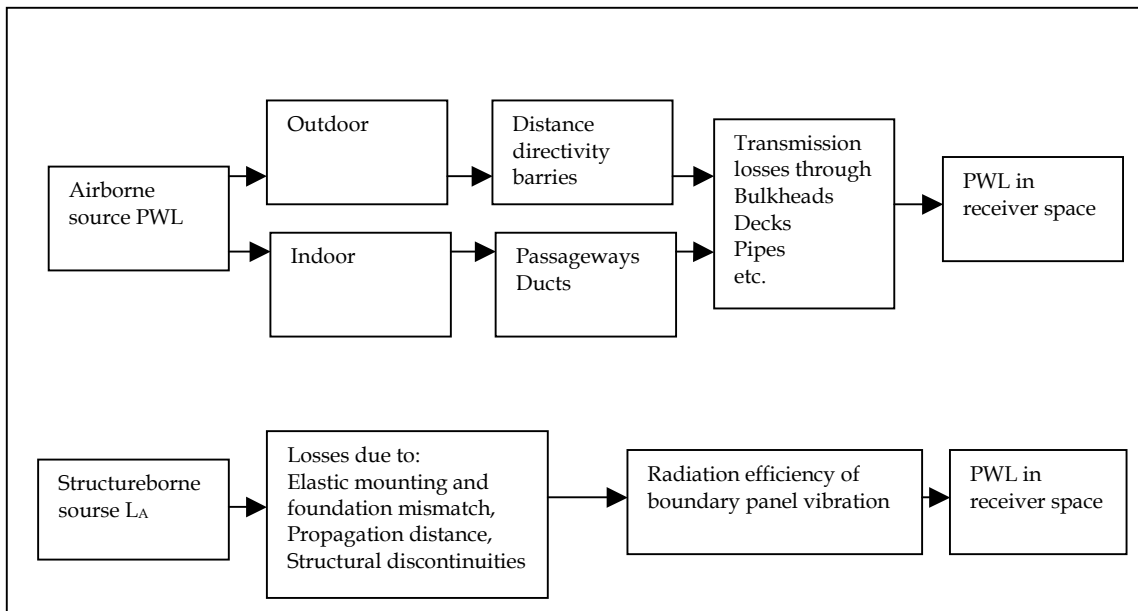 Airborne
source PWL
Outdoor
Distance
directivity
barries
Indoor
Passageways
Ducts
Transmission
losses through
Bulkheads
Decks
Pipes
etc.
PWL in
receiver space
Structureborne
sourse LA
Losses due to:
Elastic mounting and
foundation mismatch,
Propagation distance,
Structural discontinuities
Radiation efficiency of
boundary panel vibration
PWL in
receiver space